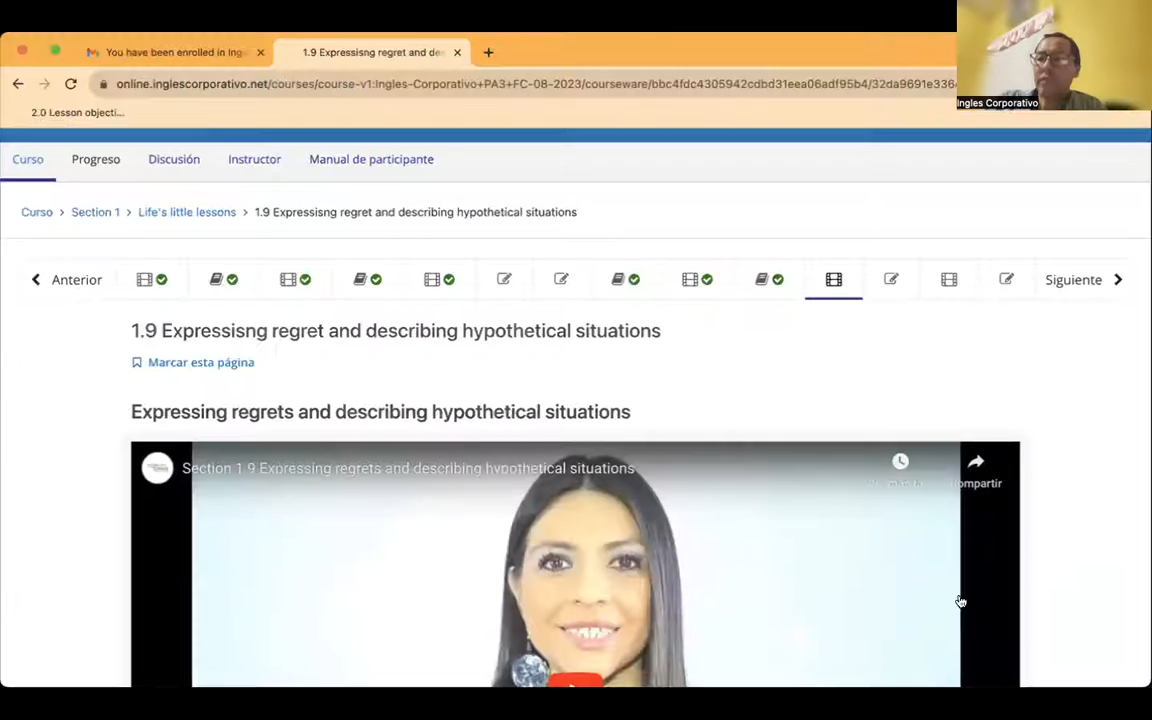 You have been enrolled in Ing
1.9 Expressisng regret and de
online.inglescorporativo.net/courses/course-v1:Ingles-Corporativo+PA3+FC-08-2023/courseware/bbc4fdc4305942cdbd31eea06adf95b4/32da9691e336
Ingles Corporativo
2.0 Lesson objecti...
Curso Progreso Discusión Instructor Manual de participante
Curso > Section 1 > Life's little lessons > 1.9 Expressisng regret and describing hypothetical situations
Anterior Siguiente
1.9 Expressisng regret and describing hypothetical situations
Marcar esta página
Expressing regrets and describing hypothetical situations
Section 1.9 Expressing regrets and describing hypothetical situations
ompartir